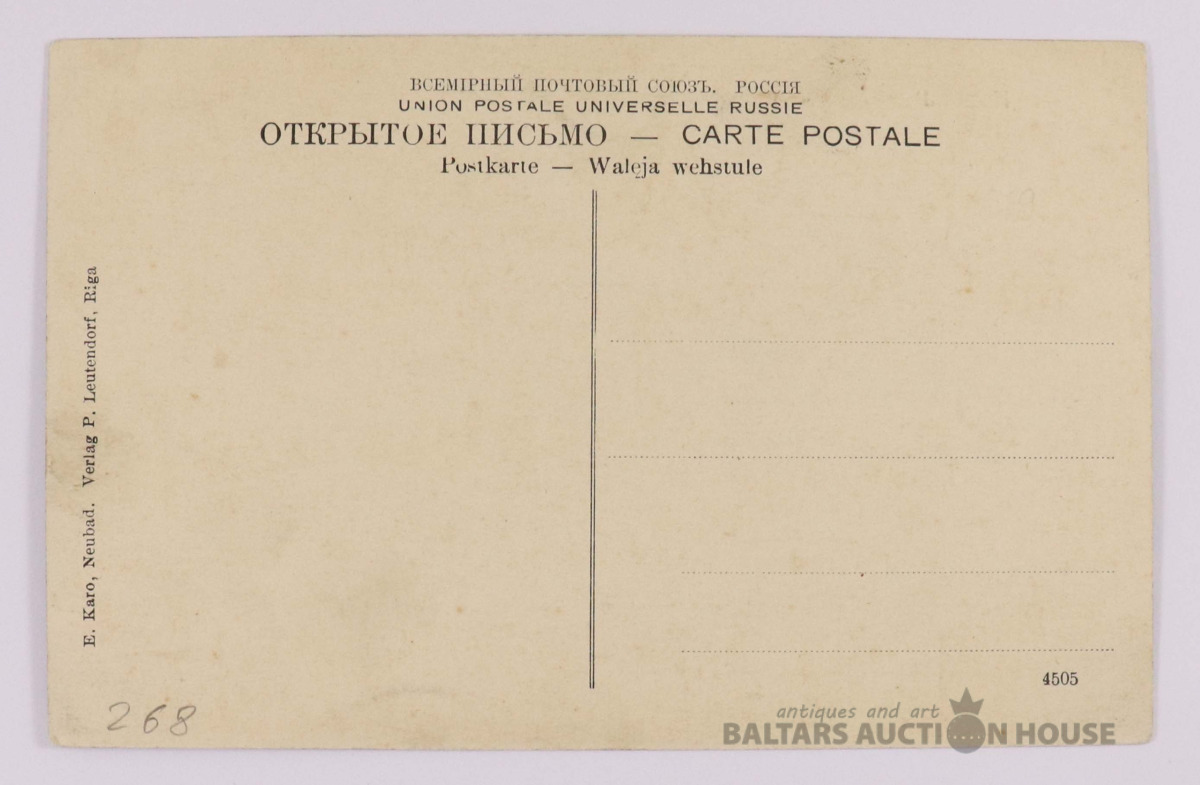 ВСЕМІРНЫЙ ПОЧТОВЫЙ СОЮЗЪ. РОССІЯ
UNION POSTALE UNIVERSELLE RUSSIE
ОТКРЫТОЕ ПИСЬМО — CARTE POSTALE
Postkarte — Waleja wehstule
E. Karo, Neubad. Verlag P. Leutendorf, Riga
4505
268
antiques and art
BALTARS AUCTION HOUSE